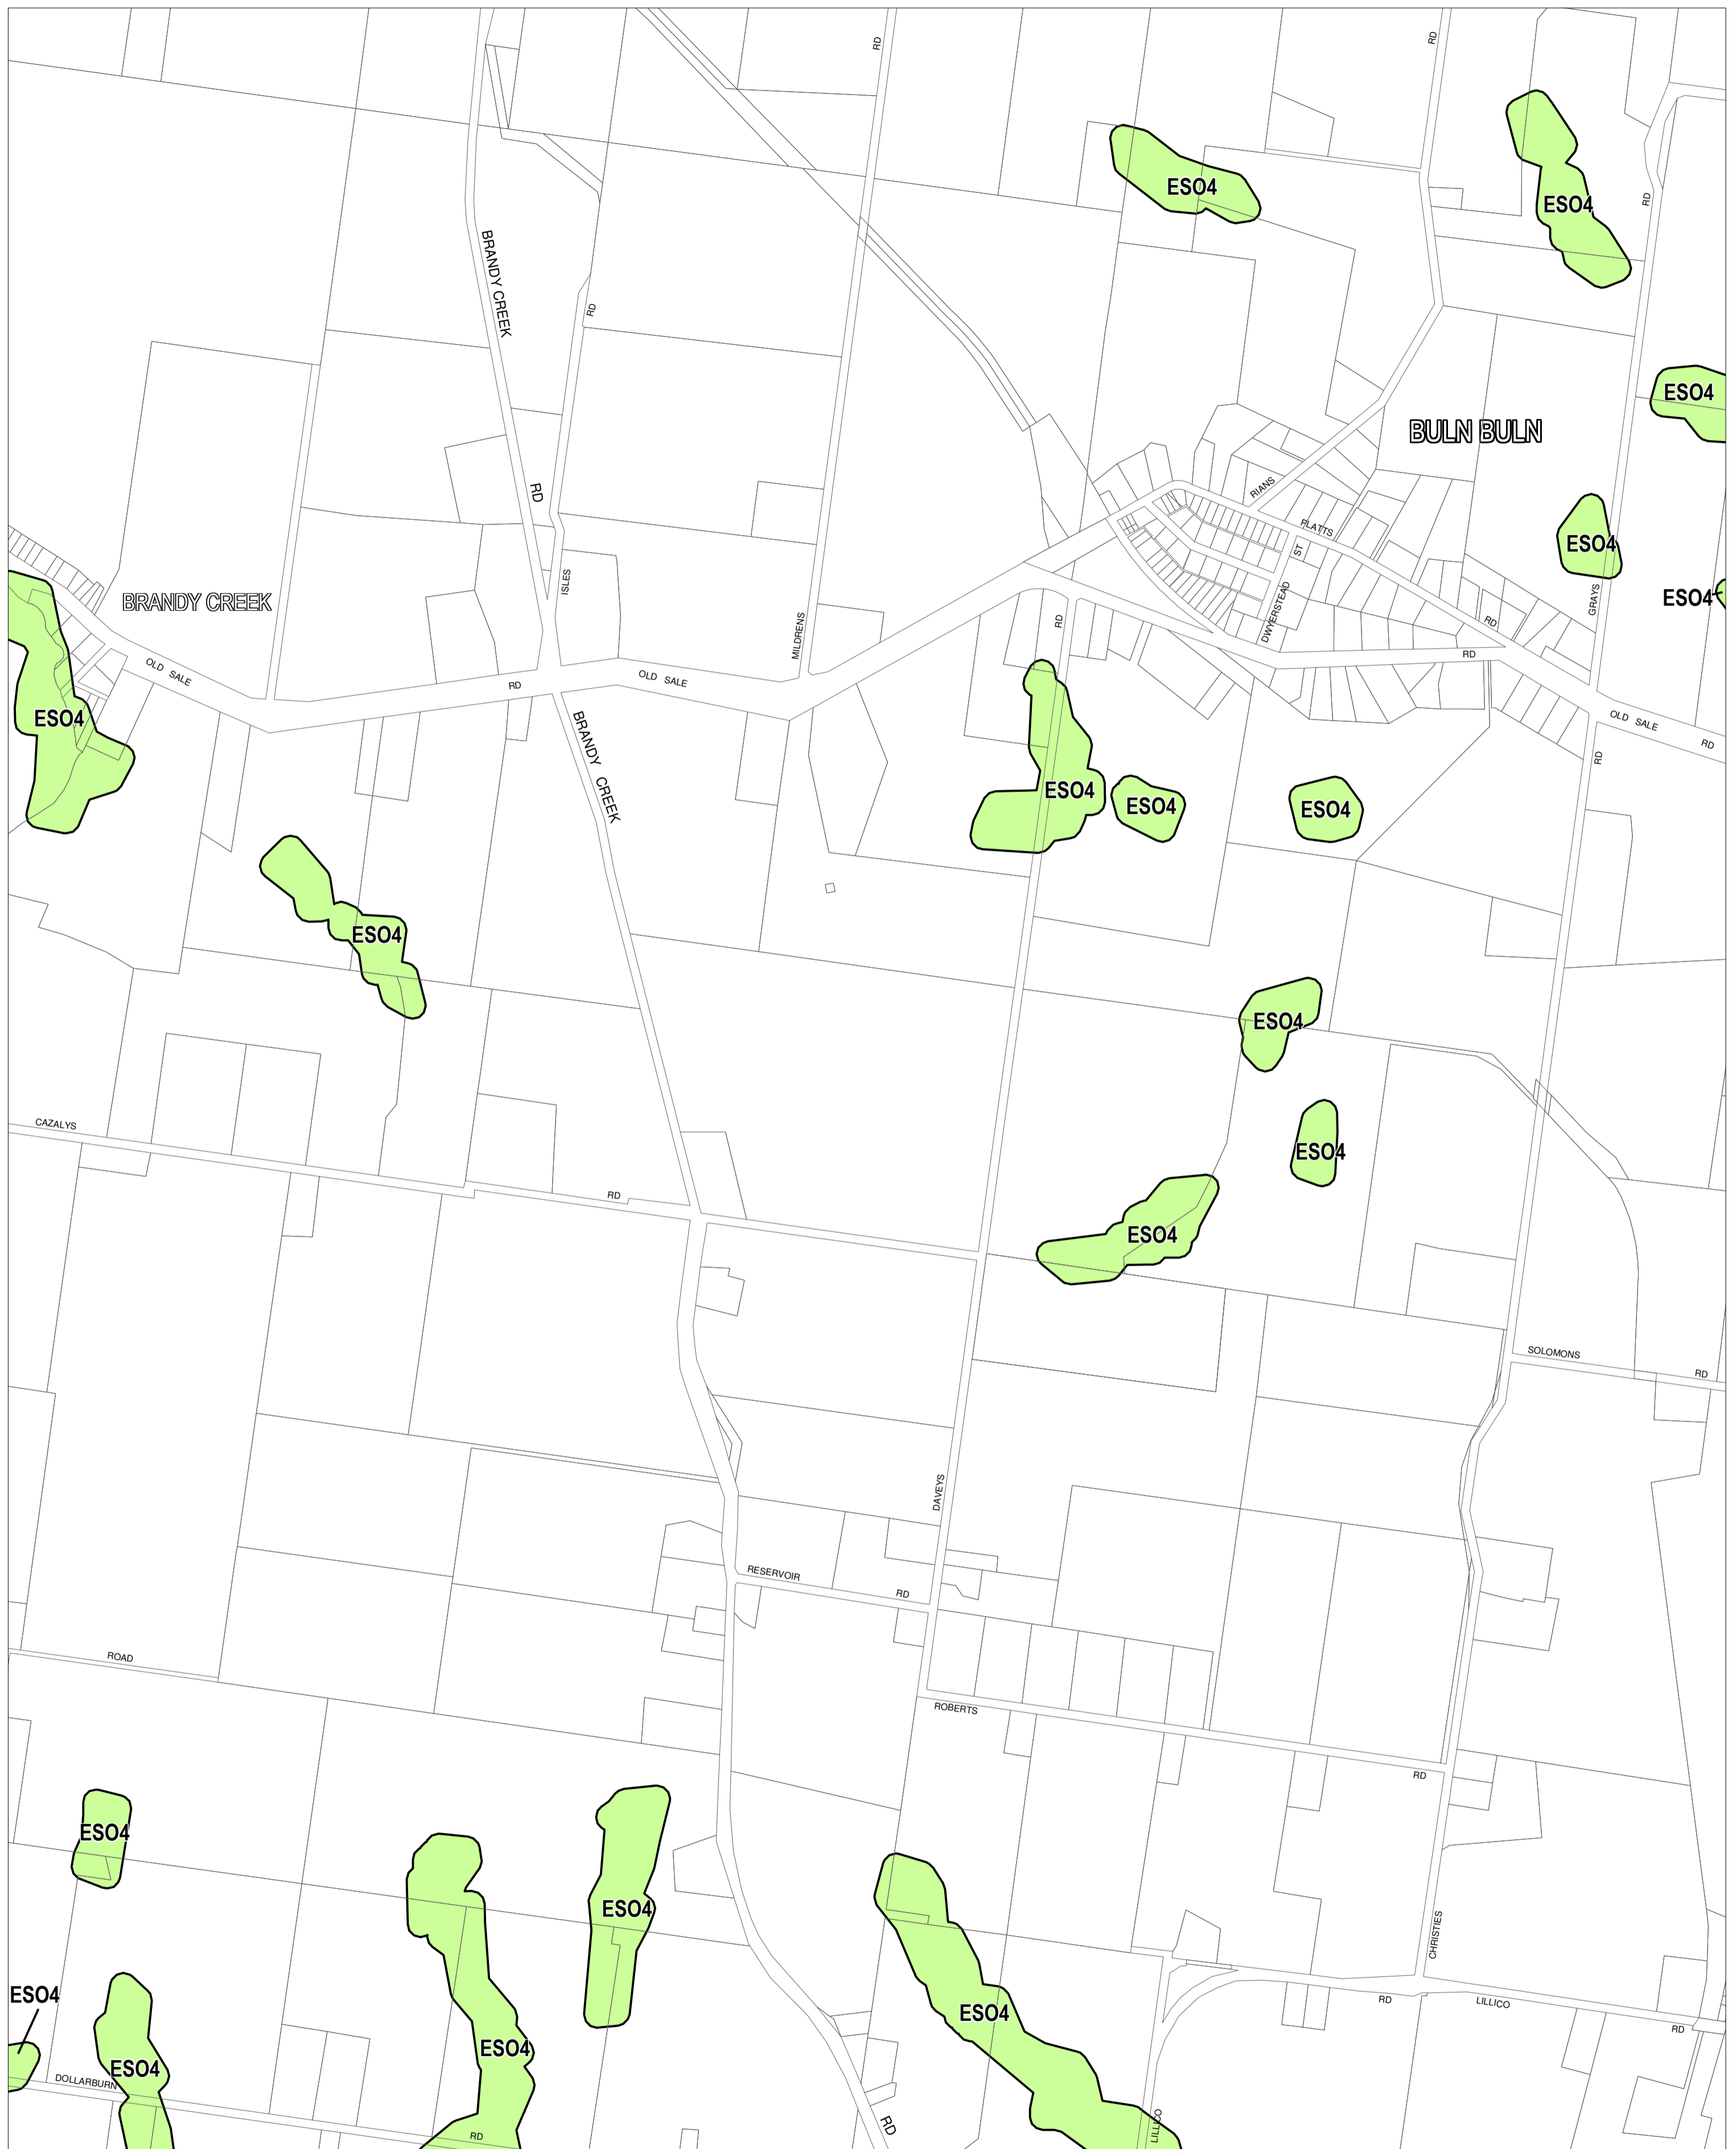 RD
RD
ESO4
ESO4
RD
BRANDY CREEK
RD
ESO4
BULN BULN
RD
RIANS
PLATTS
ST
ESO4
ISLES
BRANDY CREEK
DWYERSTEAD
GRAYS
ESO4
MILDRENS
RD
RD
OLD SALE
RD
OLD SALE
RD
ESO4
OLD SALE
RD
RD
BRANDY CREEK
ESO4
ESO4
ESO4
ESO4
ESO4
CAZALYS
ESO4
RD
ESO4
SOLOMONS
RD
DAVEYS
RESERVOIR
RD
ROAD
ROBERTS
RD
ESO4
ESO4
CHRISTIES
ESO4
RD
LILLICO
RD
ESO4
ESO4
ESO4
DOLLARBURN
RD
RD
LILLICO